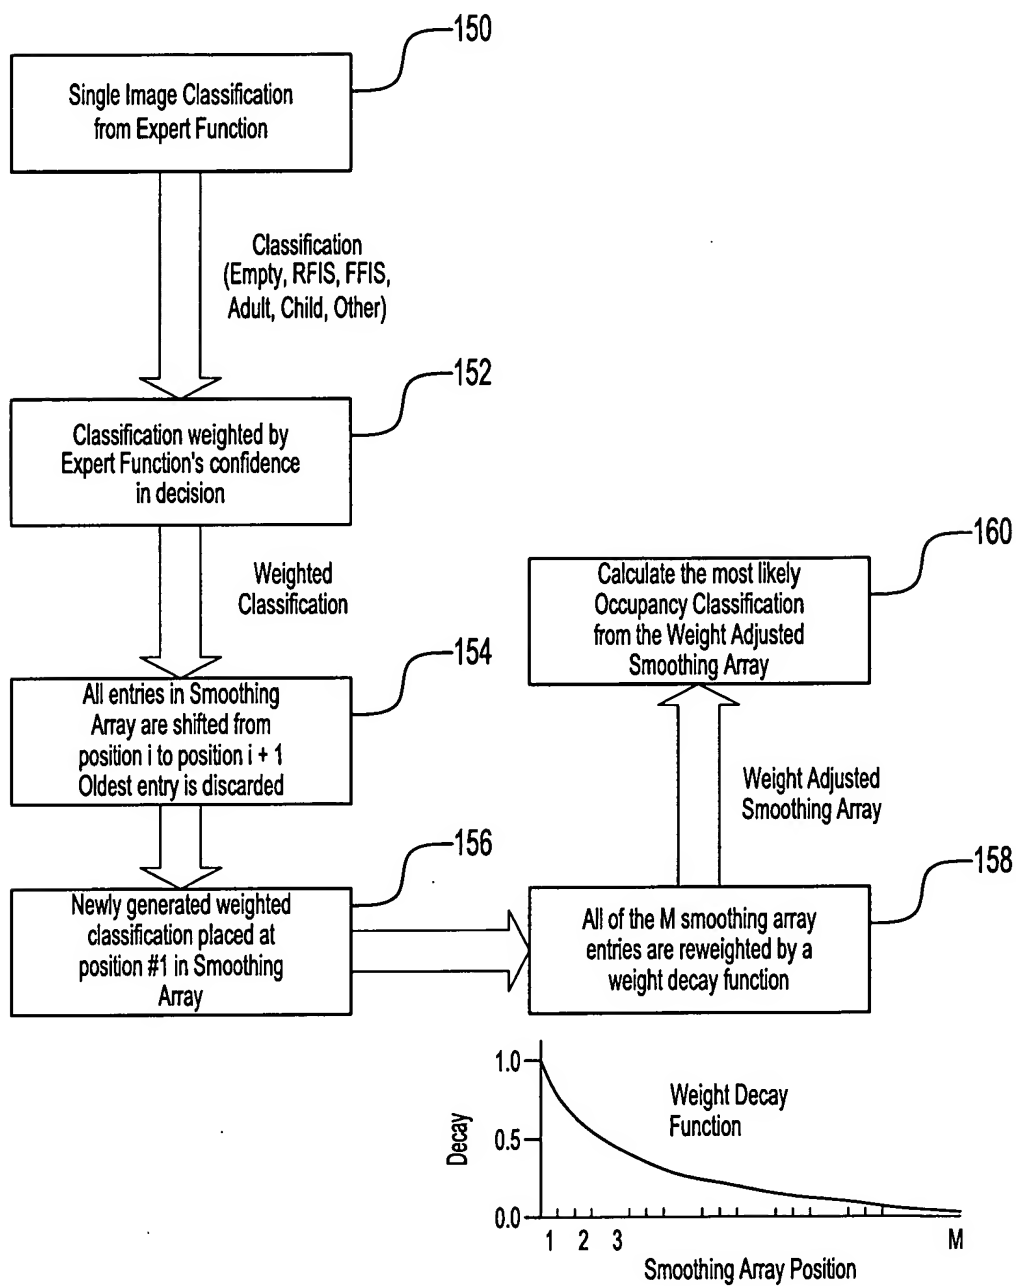 150
Single Image Classification
from Expert Function
Classification
(Empty, RFIS, FFIS,
Adult, Child, Other)
152
Classification weighted by
Expert Function's confidence
in decision
Weighted
Classification
154
All entries in Smoothing
Array are shifted from
position i to position i + 1
Oldest entry is discarded
156
Newly generated weighted
classification placed at
position #1 in Smoothing
Array
158
All of the M smoothing array
entries are reweighted by a
weight decay function
Weight Adjusted
Smoothing Array
160
Calculate the most likely
Occupancy Classification
from the Weight Adjusted
Smoothing Array
Weight Decay
Function
Decay
1.0
0.5
0.0
1 2 3 M
Smoothing Array Position